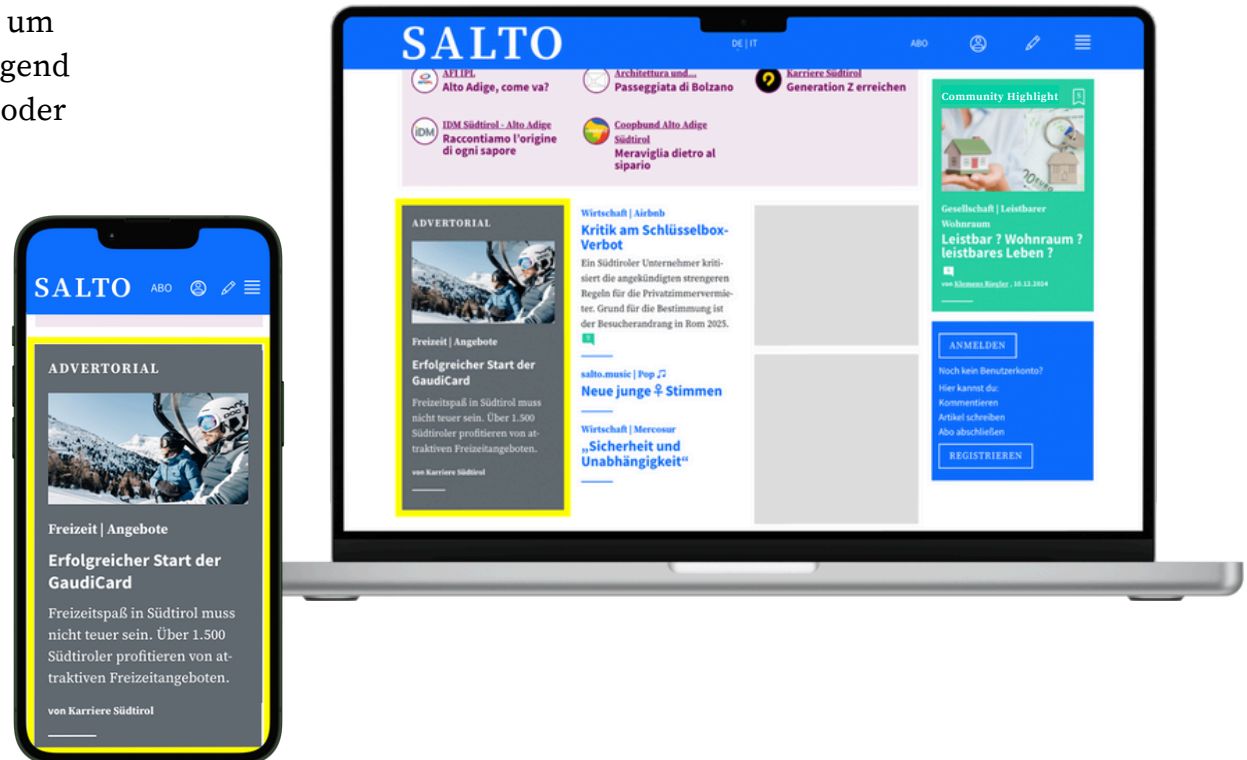 um
gend
oder
SALTO
DE | IT
ABO
AFI IPL
Alto Adige, come va?
Architettura und...
Passeggiata di Bolzano
Karriere Südtirol
Generation Z erreichen
IDM Südtirol - Alto Adige
Raccontiamo l'origine
di ogni sapore
Coopbund Alto Adige
Südtirol
Meraviglia dietro al
sipario
ADVERTORIAL
Freizeit | Angebote
Erfolgreicher Start der
GaudiCard
Freizeitspaß in Südtirol muss
nicht teuer sein. Über 1.500
Südtiroler profitieren von at-
traktiven Freizeitangeboten.
von Karriere Südtirol
Wirtschaft | Airbnb
Kritik am Schlüsselbox-
Verbot
Ein Südtiroler Unternehmer kriti-
siert die angekündigten strengeren
Regeln für die Privatzimmervermie-
ter. Grund für die Bestimmung ist
der Besucherandrang in Rom 2025.
salto.music | Pop
Neue junge ♀ Stimmen
Wirtschaft | Mercosur
„Sicherheit und
Unabhängigkeit“
Community Highlight
Gesellschaft | Leistbarer
Wohnraum
Leistbar ? Wohnraum ?
leistbares Leben ?
von Klemens Riegler , 10.12.2024
ANMELDEN
Noch kein Benutzerkonto?
Hier kannst du:
Kommentieren
Artikel schreiben
Abo abschließen
REGISTRIEREN
SALTO
ABO
ADVERTORIAL
Freizeit | Angebote
Erfolgreicher Start der
GaudiCard
Freizeitspaß in Südtirol muss
nicht teuer sein. Über 1.500
Südtiroler profitieren von at-
traktiven Freizeitangeboten.
von Karriere Südtirol